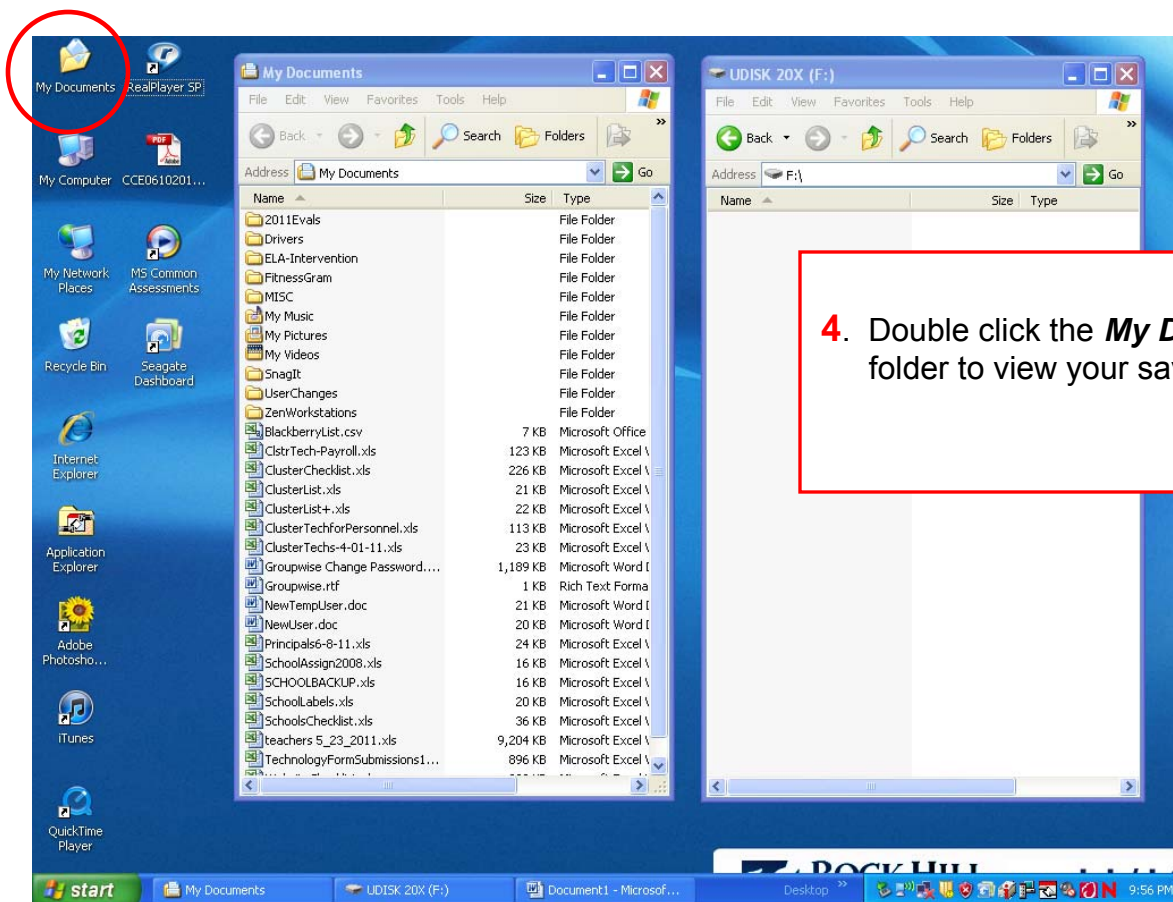 My Documents
RealPlayer SP
My Computer
CCE0610201...
My Network
Places
MS Common
Assessments
Recycle Bin
Seagate
Dashboard
Internet
Explorer
Application
Explorer
Adobe
Photosho...
iTunes
QuickTime
Player
My Documents
File Edit View Favorites Tools Help
Back Search Folders »
Address My Documents Go
Name Size Type
2011Evals File Folder
Drivers File Folder
ELA-Intervention File Folder
FitnessGram File Folder
MISC File Folder
My Music File Folder
My Pictures File Folder
My Videos File Folder
SnagIt File Folder
UserChanges File Folder
ZenWorkstations File Folder
BlackberryList.csv 7 KB Microsoft Office
ClstrTech-Payroll.xls 123 KB Microsoft Excel
ClusterChecklist.xls 226 KB Microsoft Excel
ClusterList.xls 21 KB Microsoft Excel
ClusterList+.xls 22 KB Microsoft Excel
ClusterTechforPersonnel.xls 113 KB Microsoft Excel
ClusterTechs-4-01-11.xls 23 KB Microsoft Excel
Groupwise Change Password.... 1,189 KB Microsoft Word
Groupwise.rtf 1 KB Rich Text Forma
NewTempUser.doc 21 KB Microsoft Word
NewUser.doc 20 KB Microsoft Word
Principals6-8-11.xls 24 KB Microsoft Excel
SchoolAssign2008.xls 16 KB Microsoft Excel
SCHOOLBACKUP.xls 16 KB Microsoft Excel
SchoolLabels.xls 20 KB Microsoft Excel
SchoolsChecklist.xls 36 KB Microsoft Excel
teachers 5_23_2011.xls 9,204 KB Microsoft Excel
TechnologyFormSubmissions1... 896 KB Microsoft Excel
UDISK 20X (F:)
File Edit View Favorites Tools Help
Back Search Folders »
Address F:\ Go
Name Size Type
4. Double click the My D
folder to view your sa
ROCK HILL
start My Documents UDISK 20X (F:) Document1 - Microsof... Desktop » 9:56 PM